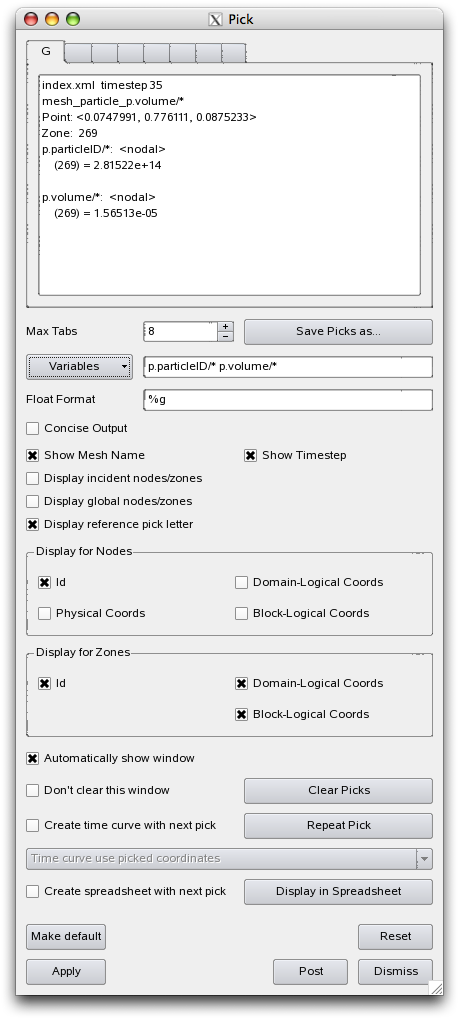 Pick
G
index.xml  timestep 35
mesh_particle_p.volume/*
Point: <0.0747991, 0.776111, 0.0875233>
Zone:  269
p.particleID/*:  <nodal>
(269) = 2.81522e+14
p.volume/*:  <nodal>
(269) = 1.56513e-05
Max Tabs 8 + - Save Picks as...
Variables p.particleID/* p.volume/*
Float Format %g
Concise Output
Show Mesh Name Show Timestep
Display incident nodes/zones
Display global nodes/zones
Display reference pick letter
Display for Nodes
Id Domain-Logical Coords
Physical Coords Block-Logical Coords
Display for Zones
Id Domain-Logical Coords
Block-Logical Coords
Automatically show window
Don't clear this window Clear Picks
Create time curve with next pick Repeat Pick
Time curve use picked coordinates
Create spreadsheet with next pick Display in Spreadsheet
Make default Reset
Apply Post Dismiss